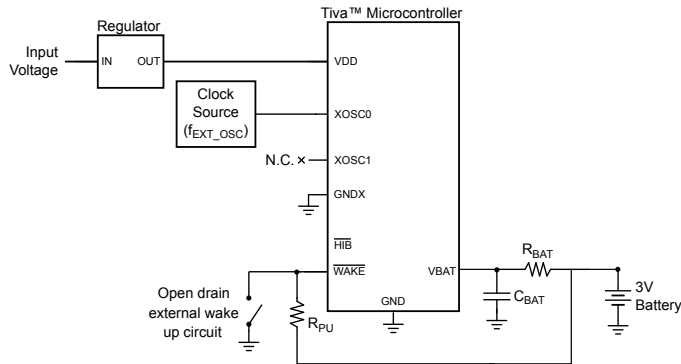 Tiva™ Microcontroller
Regulator
Input
Voltage
IN
OUT
VDD
Clock
Source
(fEXT_OSC)
XOSC0
N.C.
XOSC1
GNDX
HIB
WAKE
VBAT
RBAT
Open drain
external wake
up circuit
RPU
GND
CBAT
3V
Battery